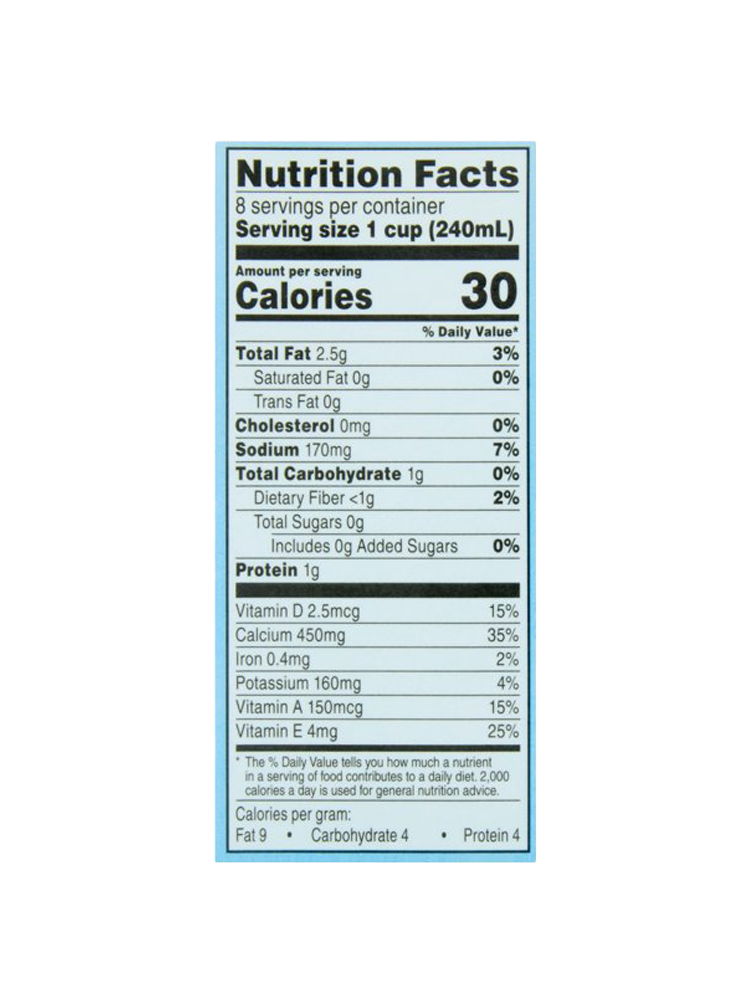 Nutrition Facts
8 servings per container
Serving size 1 cup (240mL)
Amount per serving
Calories 30
% Daily Value*
Total Fat 2.5g 3%
Saturated Fat 0g 0%
Trans Fat 0g
Cholesterol 0mg 0%
Sodium 170mg 7%
Total Carbohydrate 1g 0%
Dietary Fiber <1g 2%
Total Sugars 0g
Includes 0g Added Sugars 0%
Protein 1g
Vitamin D 2.5mcg 15%
Calcium 450mg 35%
Iron 0.4mg 2%
Potassium 160mg 4%
Vitamin A 150mcg 15%
Vitamin E 4mg 25%
* The % Daily Value tells you how much a nutrient
in a serving of food contributes to a daily diet. 2,000
calories a day is used for general nutrition advice.
Calories per gram:
Fat 9 • Carbohydrate 4 • Protein 4